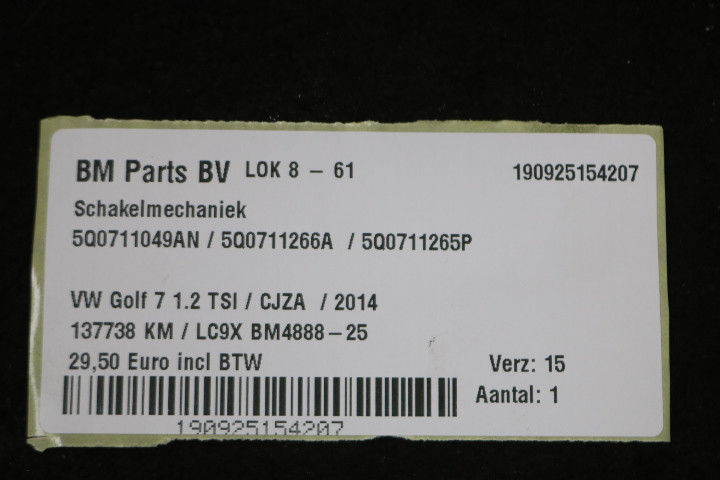 BM Parts BV LOK 8 - 61 190925154207
Schakelmechaniek
5Q0711049AN / 5Q0711266A / 5Q0711265P
VW Golf 7 1.2 TSI / CJZA / 2014
137738 KM / LC9X BM4888-25
29,50 Euro incl BTW Verz: 15
Aantal: 1
190925154207